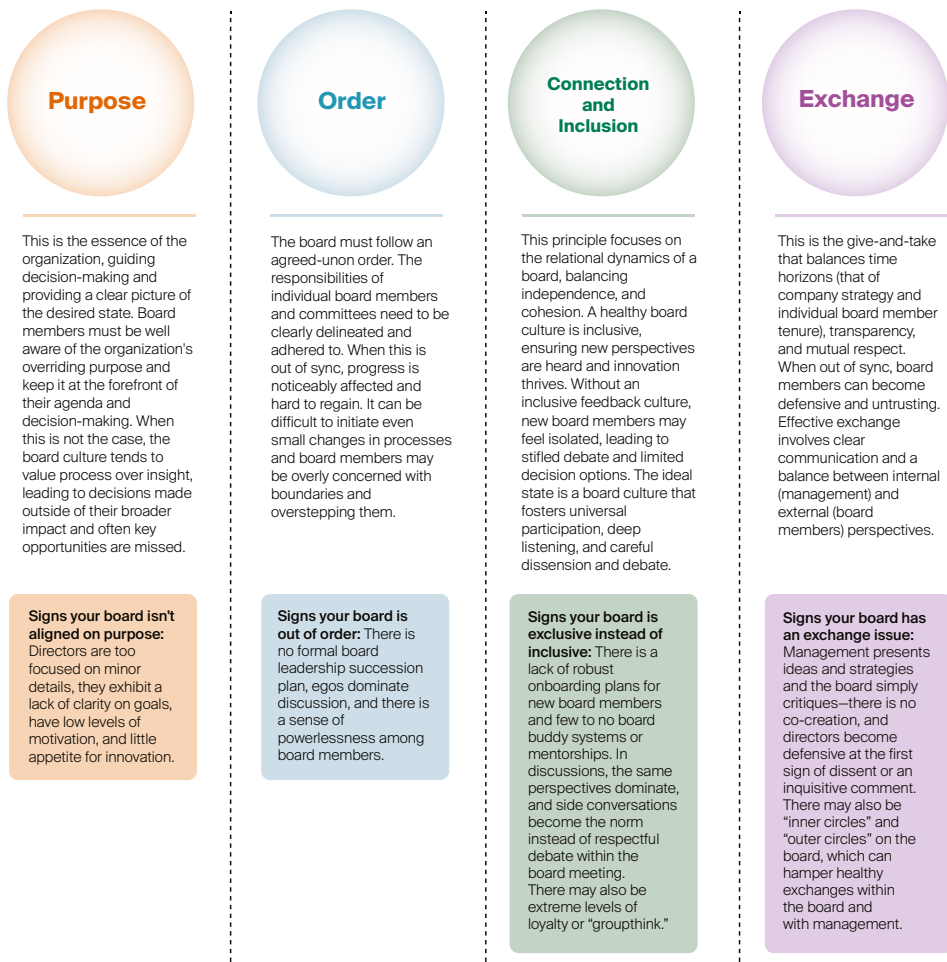 Purpose
This is the essence of the
organization, guiding
decision-making and
providing a clear picture of
the desired state. Board
members must be well
aware of the organization's
overriding purpose and
keep it at the forefront of
their agenda and
decision-making. When
this is not the case, the
board culture tends to
value process over insight,
leading to decisions made
outside of their broader
impact and often key
opportunities are missed.
Signs your board isn't
aligned on purpose:
Directors are too
focused on minor
details, they exhibit a
lack of clarity on goals,
have low levels of
motivation, and little
appetite for innovation.
Order
The board must follow an
agreed-unon order. The
responsibilities of
individual board members
and committees need to be
clearly delineated and
adhered to. When this is
out of sync, progress is
noticeably affected and
hard to regain. It can be
difficult to initiate even
small changes in processes
and board members may
be overly concerned with
boundaries and
overstepping them.
Signs your board is
out of order: There is
no formal board
leadership succession
plan, egos dominate
discussion, and there is
a sense of
powerlessness among
board members.
Connection
and
Inclusion
This principle focuses on
the relational dynamics of a
board, balancing
independence, and
cohesion. A healthy board
culture is inclusive,
ensuring new perspectives
are heard and innovation
thrives. Without an
inclusive feedback culture,
new board members may
feel isolated, leading to
stifled debate and limited
decision options. The ideal
state is a board culture that
fosters universal
participation, deep
listening, and careful
dissension and debate.
Signs your board is
exclusive instead of
inclusive: There is a
lack of robust
onboarding plans for
new board members
and few to no board
buddy systems or
mentorships. In
discussions, the same
perspectives dominate,
and side conversations
become the norm
instead of respectful
debate within the
board meeting.
There may also be
extreme levels of
loyalty or “groupthink.”
Exchange
This is the give-and-take
that balances time
horizons (that of
company strategy and
individual board member
tenure), transparency,
and mutual respect.
When out of sync, board
members can become
defensive and untrusting.
Effective exchange
involves clear
communication and a
balance between internal
(management) and
external (board
members) perspectives.
Signs your board has
an exchange issue:
Management presents
ideas and strategies
and the board simply
critiques—there is no
co-creation, and
directors become
defensive at the first
sign of dissent or an
inquisitive comment.
There may also be
“inner circles” and
“outer circles” on the
board, which can
hamper healthy
exchanges within
the board and
with management.